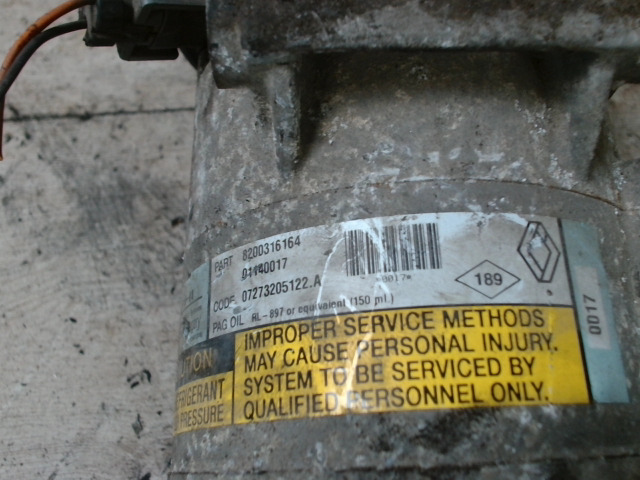 PART 8200316164
01140017
CODE 07273205122.A
PAG OIL RL-897 or equivalent (150 ml.)
189
0017
IMPROPER SERVICE METHODS
MAY CAUSE PERSONAL INJURY.
SYSTEM TO BE SERVICED BY
QUALIFIED PERSONNEL ONLY.
PRESSURE